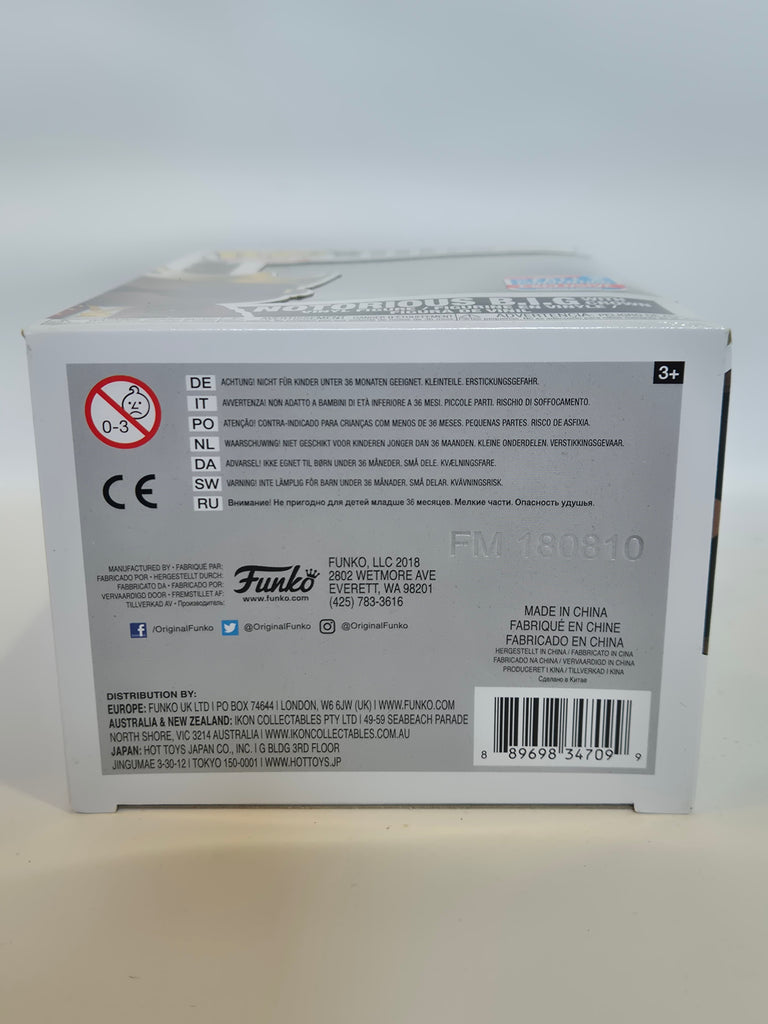 NOTORIOUS B.I.G.
3+
0-3
DE ACHTUNG! NICHT FÜR KINDER UNTER 36 MONATEN GEEIGNET. KLEINTEILE. ERSTICKUNGSGEFAHR.
IT AVVERTENZA! NON ADATTO A BAMBINI DI ETÀ INFERIORE A 36 MESI. PICCOLE PARTI. RISCHIO DI SOFFOCAMENTO.
PO ATENÇÃO! CONTRA-INDICADO PARA CRIANÇAS COM MENOS DE 36 MESES. PEQUENAS PARTES. RISCO DE ASFIXIA.
NL WAARSCHUWING! NIET GESCHIKT VOOR KINDEREN JONGER DAN 36 MAANDEN. KLEINE ONDERDELEN. VERSTIKKINGSGEVAAR.
DA ADVARSEL! IKKE EGNET TIL BØRN UNDER 36 MÅNEDER. SMÅ DELE. KVÆLNINGSFARE.
SW VARNING! INTE LÄMPLIG FÖR BARN UNDER 36 MÅNADER. SMÅ DELAR. KVÄVNINGSRISK.
RU Внимание! Не пригодно для детей младше 36 месяцев. Мелкие части. Опасность удушья.
CE
FM 180810
MANUFACTURED BY • FABRIQUÉ PAR:
FABRICADO POR • HERGESTELLT DURCH:
FABBRICATO DA • FABRICADO POR:
VERVAARDIGD DOOR • FREMSTILLET AF:
TILLVERKAD AV • Производитель:
Funko
www.funko.com
FUNKO, LLC 2018
2802 WETMORE AVE
EVERETT, WA 98201
(425) 783-3616
/OriginalFunko @OriginalFunko @OriginalFunko
MADE IN CHINA
FABRIQUÉ EN CHINE
FABRICADO EN CHINA
HERGESTELLT IN CHINA / FABBRICATO IN CINA
FABRICADO NA CHINA / VERVAARDIGD IN CHINA
PRODUCERET I KINA / TILLVERKAD I KINA
Сделано в Китае
DISTRIBUTION BY:
EUROPE: FUNKO UK LTD | PO BOX 74644 | LONDON, W6 6JW (UK) | WWW.FUNKO.COM
AUSTRALIA & NEW ZEALAND: IKON COLLECTABLES PTY LTD | 49-59 SEABEACH PARADE
NORTH SHORE, VIC 3214 AUSTRALIA | WWW.IKONCOLLECTABLES.COM.AU
JAPAN: HOT TOYS JAPAN CO., INC. | G BLDG 3RD FLOOR
JINGUMAE 3-30-12 | TOKYO 150-0001 | WWW.HOTTOYS.JP
8 89698 34709 9